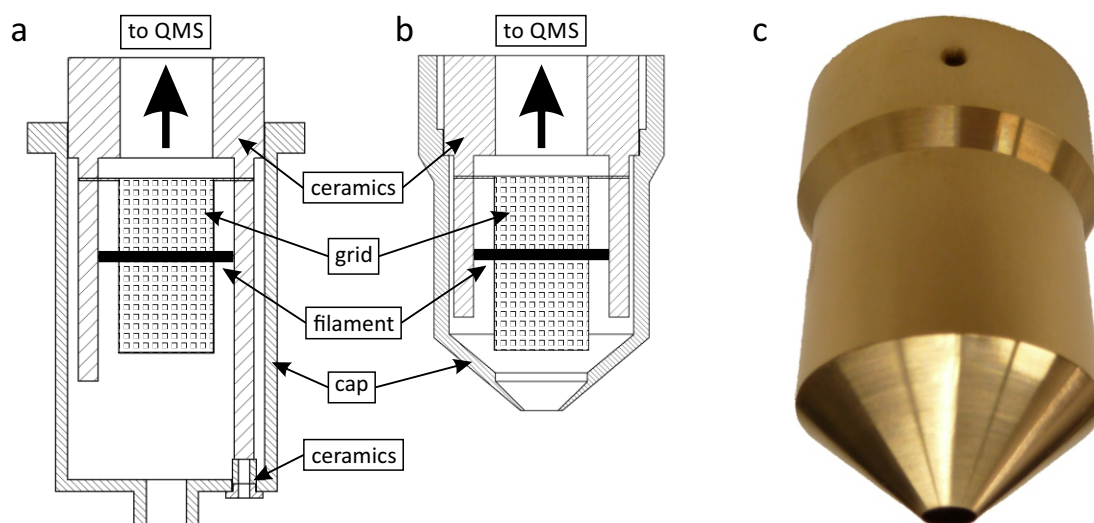 a
to QMS
b
to QMS
c
ceramics
grid
filament
cap
ceramics